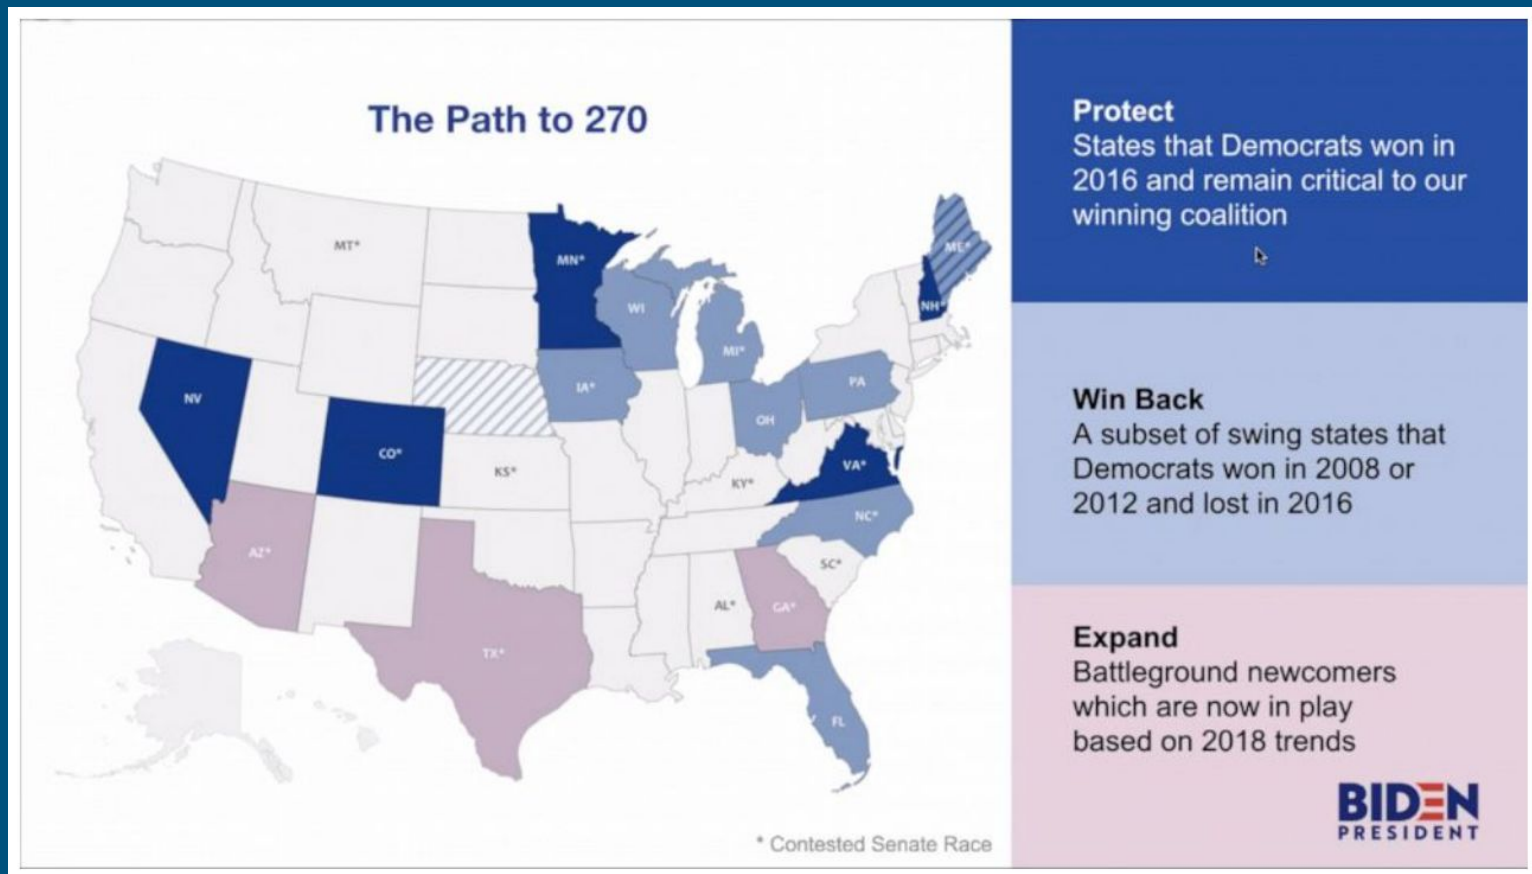 The Path to 270
MT*
MN*
ME*
NH*
WI
MI*
NV
IA*
PA
OH
CO*
KS*
VA*
KY*
NC*
AZ*
SC*
AL*
GA*
TX*
FL
* Contested Senate Race
Protect
States that Democrats won in
2016 and remain critical to our
winning coalition
Win Back
A subset of swing states that
Democrats won in 2008 or
2012 and lost in 2016
Expand
Battleground newcomers
which are now in play
based on 2018 trends
BIDEN
PRESIDENT